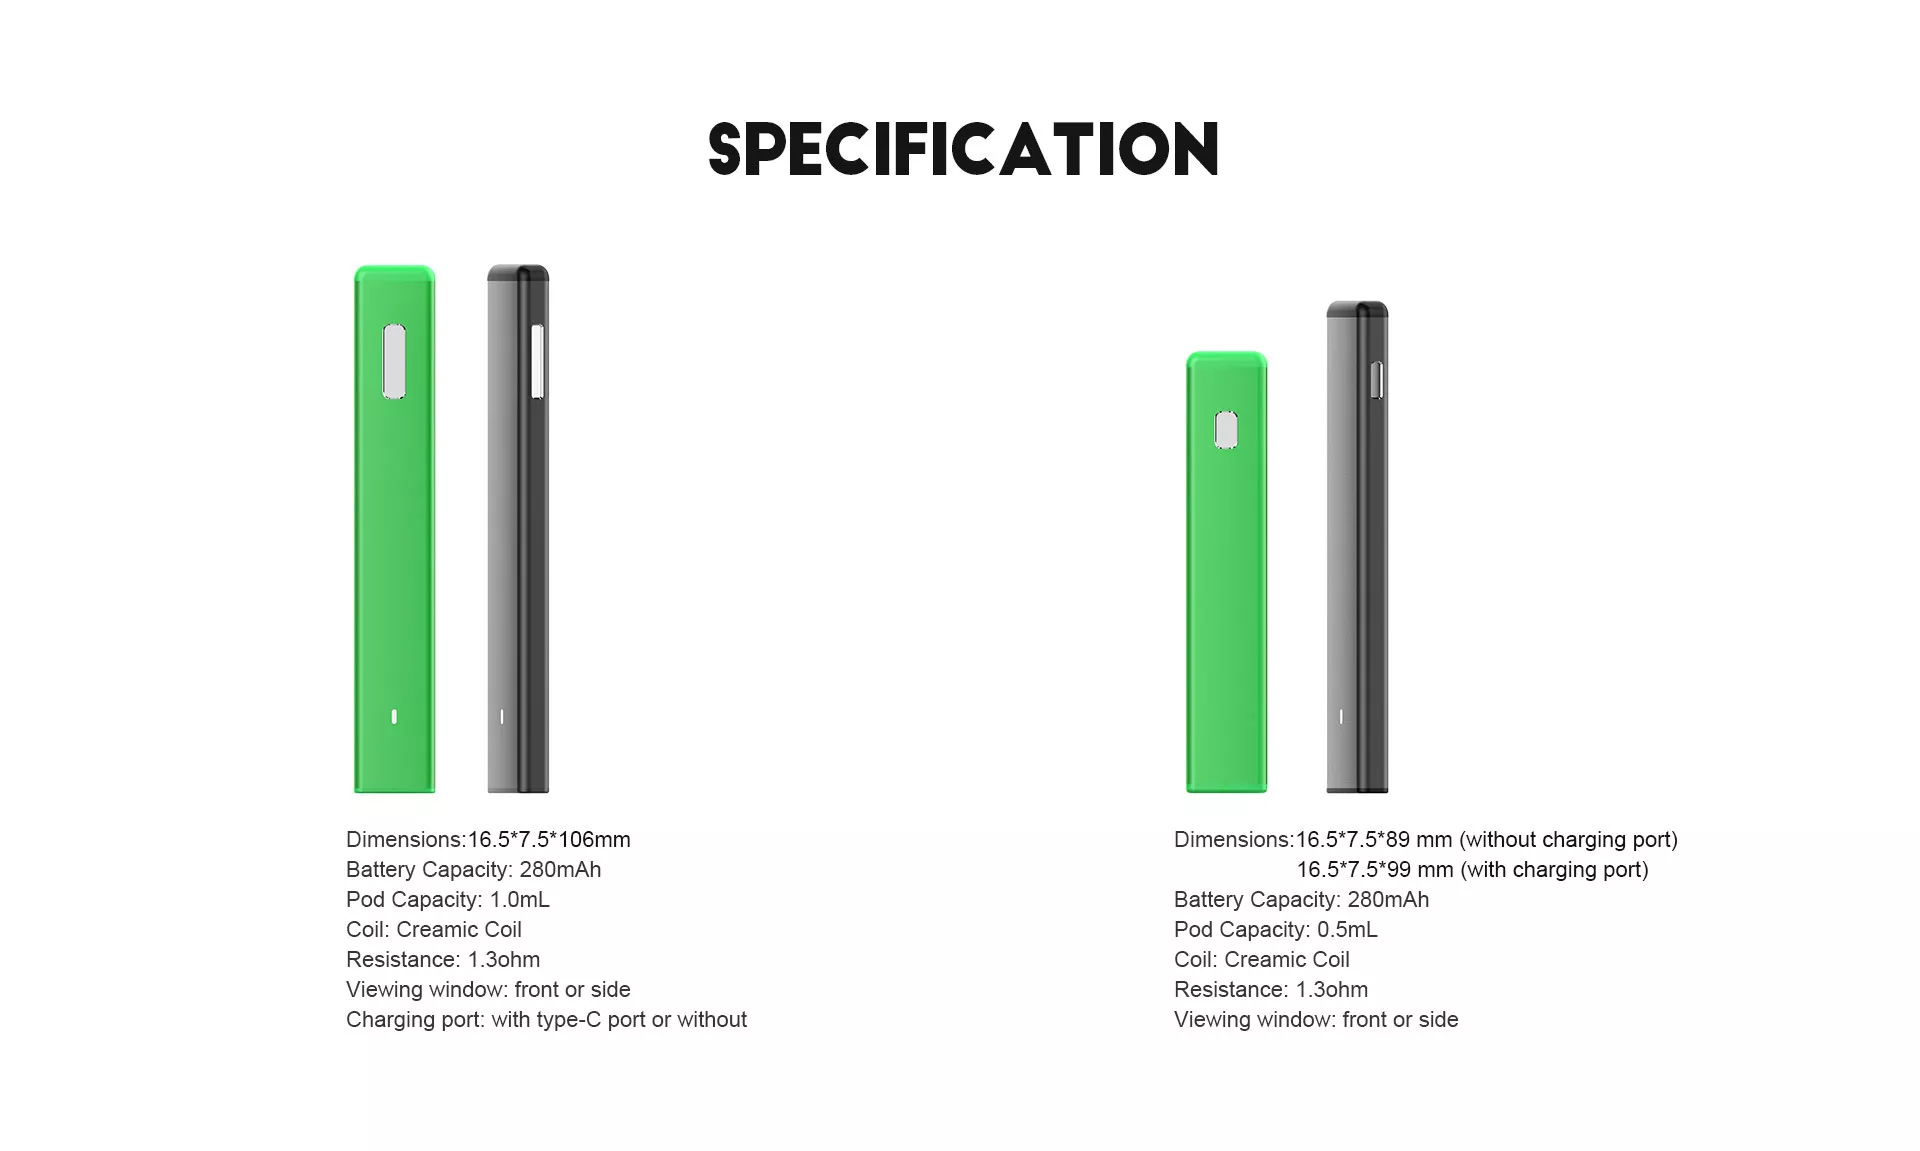 SPECIFICATION
Dimensions:16.5*7.5*106mm
Battery Capacity: 280mAh
Pod Capacity: 1.0mL
Coil: Creamic Coil
Resistance: 1.3ohm
Viewing window: front or side
Charging port: with type-C port or without
Dimensions:16.5*7.5*89 mm (without charging port)
16.5*7.5*99 mm (with charging port)
Battery Capacity: 280mAh
Pod Capacity: 0.5mL
Coil: Creamic Coil
Resistance: 1.3ohm
Viewing window: front or side